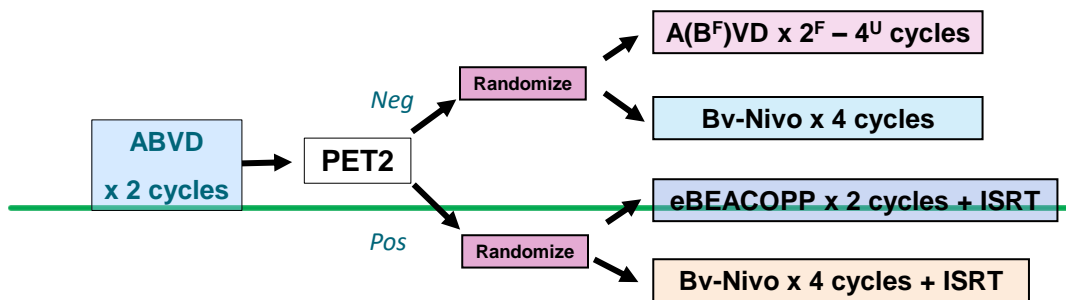 A(Bᶠ)VD x 2ᶠ – 4ᵁ cycles
Randomize
Neg
Bv-Nivo x 4 cycles
ABVD
x 2 cycles
PET2
eBEACOPP x 2 cycles + ISRT
Pos
Randomize
Bv-Nivo x 4 cycles + ISRT